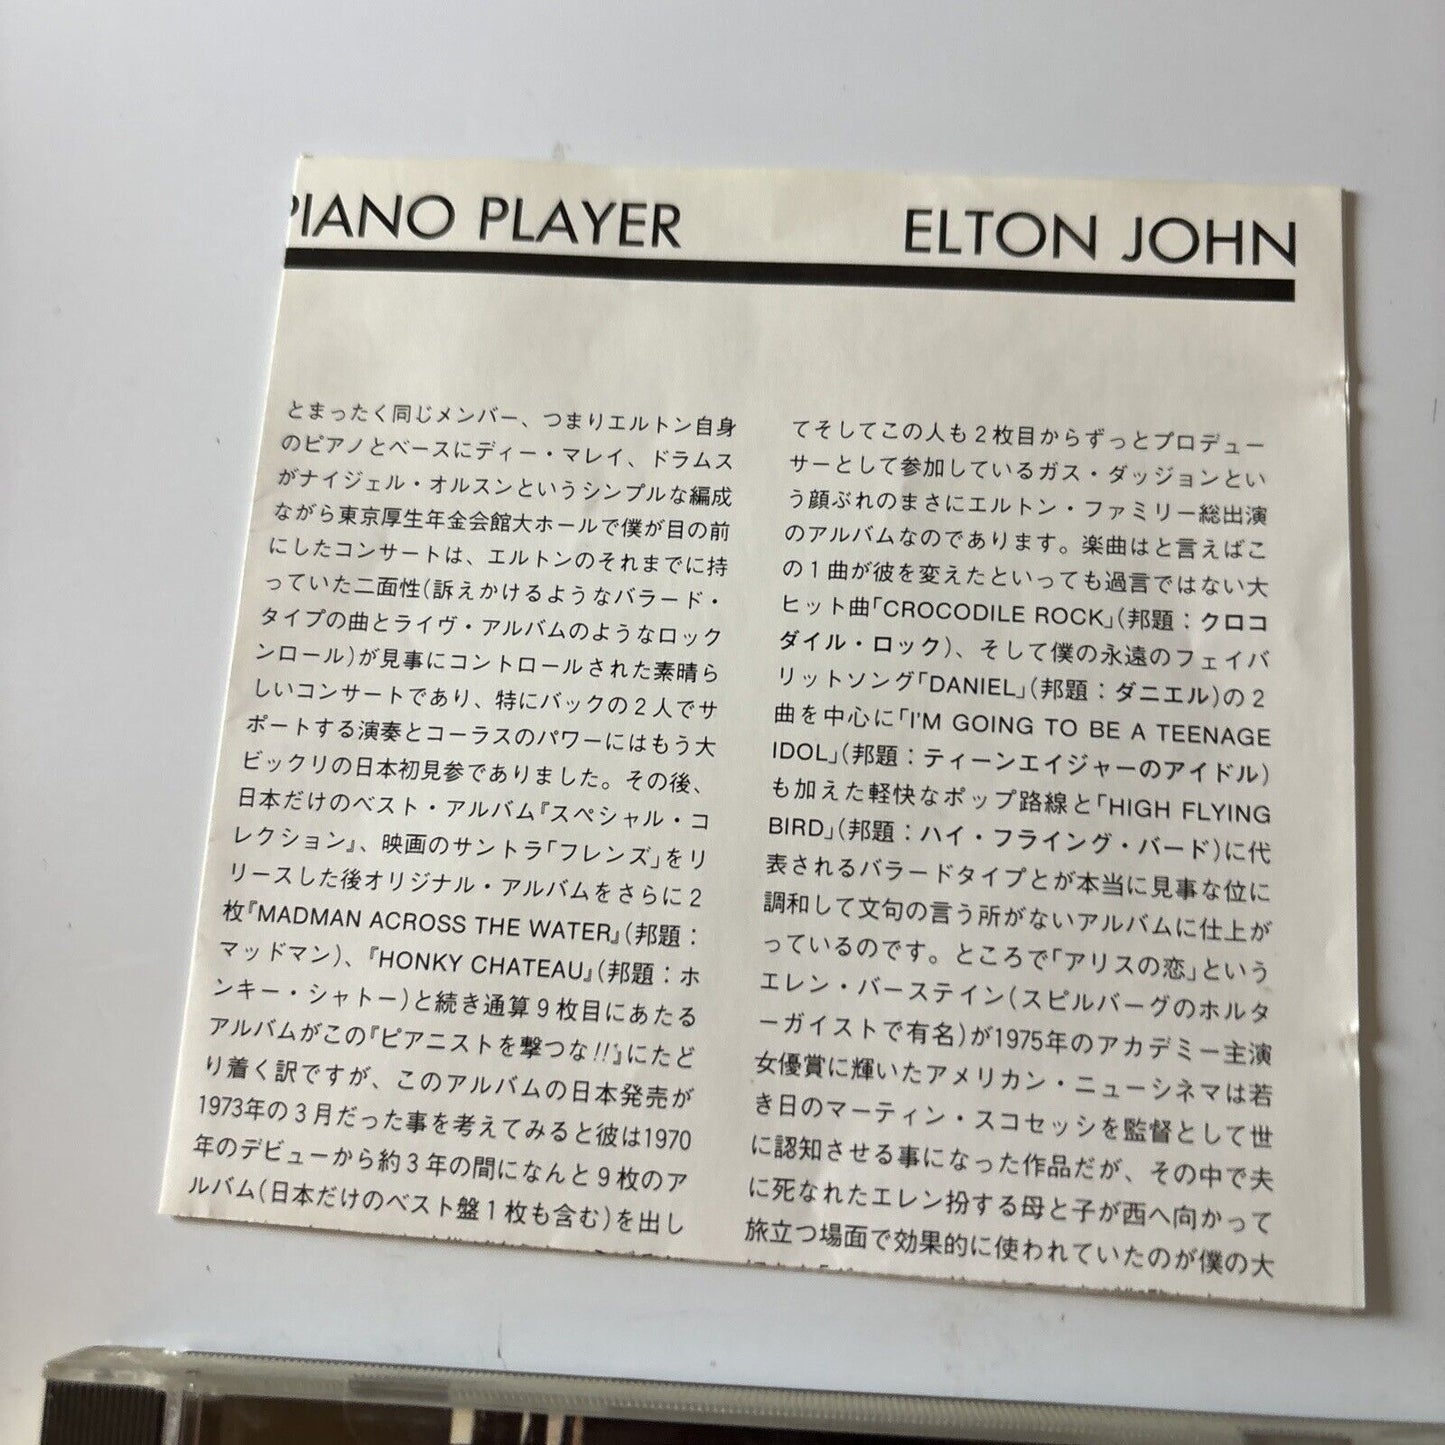 PIANO PLAYER
ELTON JOHN
とまったく同じメンバー、つまりエルトン自身
のピアノとベースにディー・マレイ、ドラムス
がナイジェル・オルスンというシンプルな編成
ながら東京厚生年金会館大ホールで僕が目の前
にしたコンサートは、エルトンのそれまでに持
っていた二面性(訴えかけるようなバラード・
タイプの曲とライヴ・アルバムのようなロック
ンロール)が見事にコントロールされた素晴ら
しいコンサートであり、特にバックの2人でサ
ポートする演奏とコーラスのパワーにはもう大
ビックリの日本初見参でありました。その後、
日本だけのベスト・アルバム『スペシャル・コ
レクション』、映画のサントラ「フレンズ」をリ
リースした後オリジナル・アルバムをさらに2
枚『MADMAN ACROSS THE WATER』(邦題：
マッドマン)、『HONKY CHATEAU』(邦題：ホ
ンキー・シャトー)と続き通算9枚目にあたる
アルバムがこの『ピアニストを撃つな!!』にたど
り着く訳ですが、このアルバムの日本発売が
1973年の3月だった事を考えてみると彼は1970
年のデビューから約3年の間になんと9枚のア
ルバム(日本だけのベスト盤1枚も含む)を出し
てそしてこの人も2枚目からずっとプロデュー
サーとして参加しているガス・ダッジョンとい
う顔ぶれのまさにエルトン・ファミリー総出演
のアルバムなのであります。楽曲はと言えばこ
の1曲が彼を変えたといっても過言ではない大
ヒット曲「CROCODILE ROCK」(邦題：クロコ
ダイル・ロック)、そして僕の永遠のフェイバ
リットソング「DANIEL」(邦題：ダニエル)の2
曲を中心に「I'M GOING TO BE A TEENAGE
IDOL」(邦題：ティーンエイジャーのアイドル)
も加えた軽快なポップ路線と「HIGH FLYING
BIRD」(邦題：ハイ・フライング・バード)に代
表されるバラードタイプとが本当に見事な位に
調和して文句の言う所がないアルバムに仕上が
っているのです。ところで「アリスの恋」という
エレン・バーステイン(スピルバーグのホルタ
ーガイストで有名)が1975年のアカデミー主演
女優賞に輝いたアメリカン・ニューシネマは若
き日のマーティン・スコセッシを監督として世
に認知させる事になった作品だが、その中で夫
に死なれたエレン扮する母と子が西へ向かって
旅立つ場面で効果的に使われていたのが僕の大